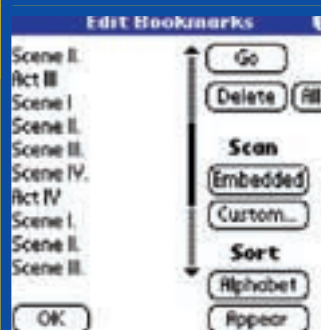 Edit Bookmarks
Scene II.
Act III
Scene I
Scene II.
Scene III.
Scene IV.
Act IV
Scene I.
Scene II.
Scene III.
OK
Go
Delete All
Scan
Embedded
Custom...
Sort
Alphabet
Appear